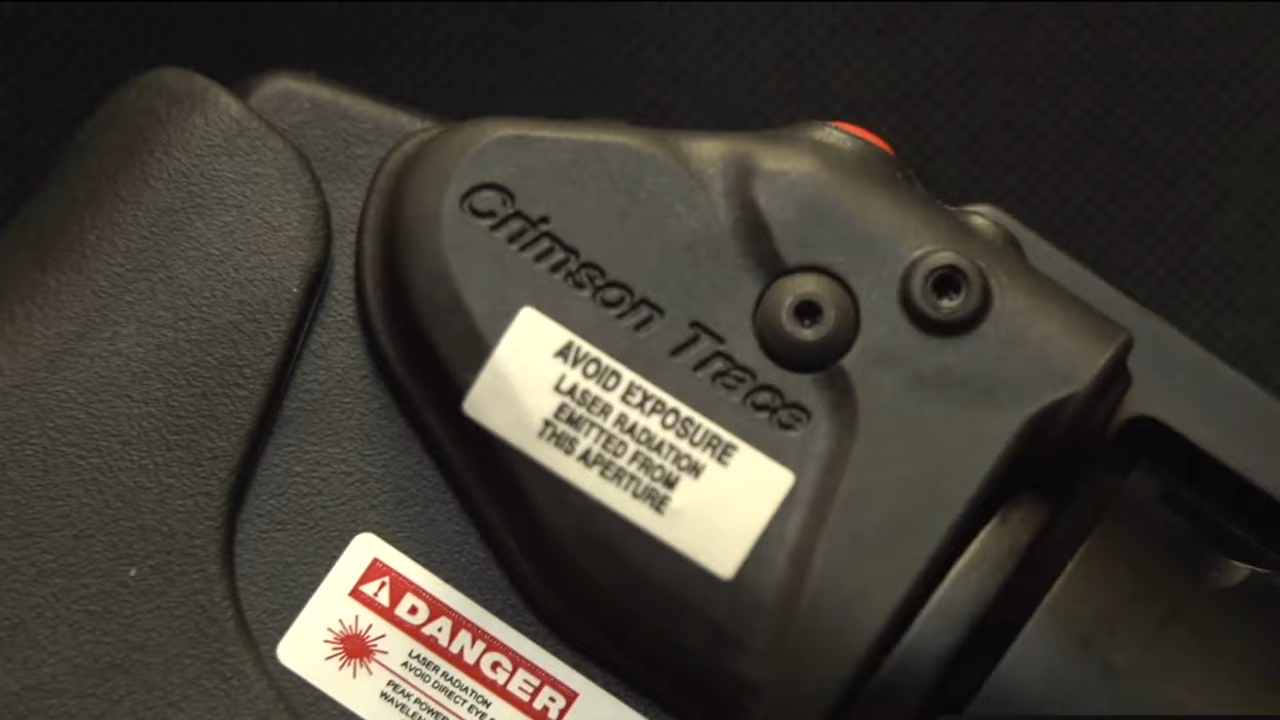 Crimson Trace
AVOID EXPOSURE
LASER RADIATION
EMITTED FROM
THIS APERTURE
DANGER
LASER RADIATION
AVOID DIRECT EYE
PEAK POWER